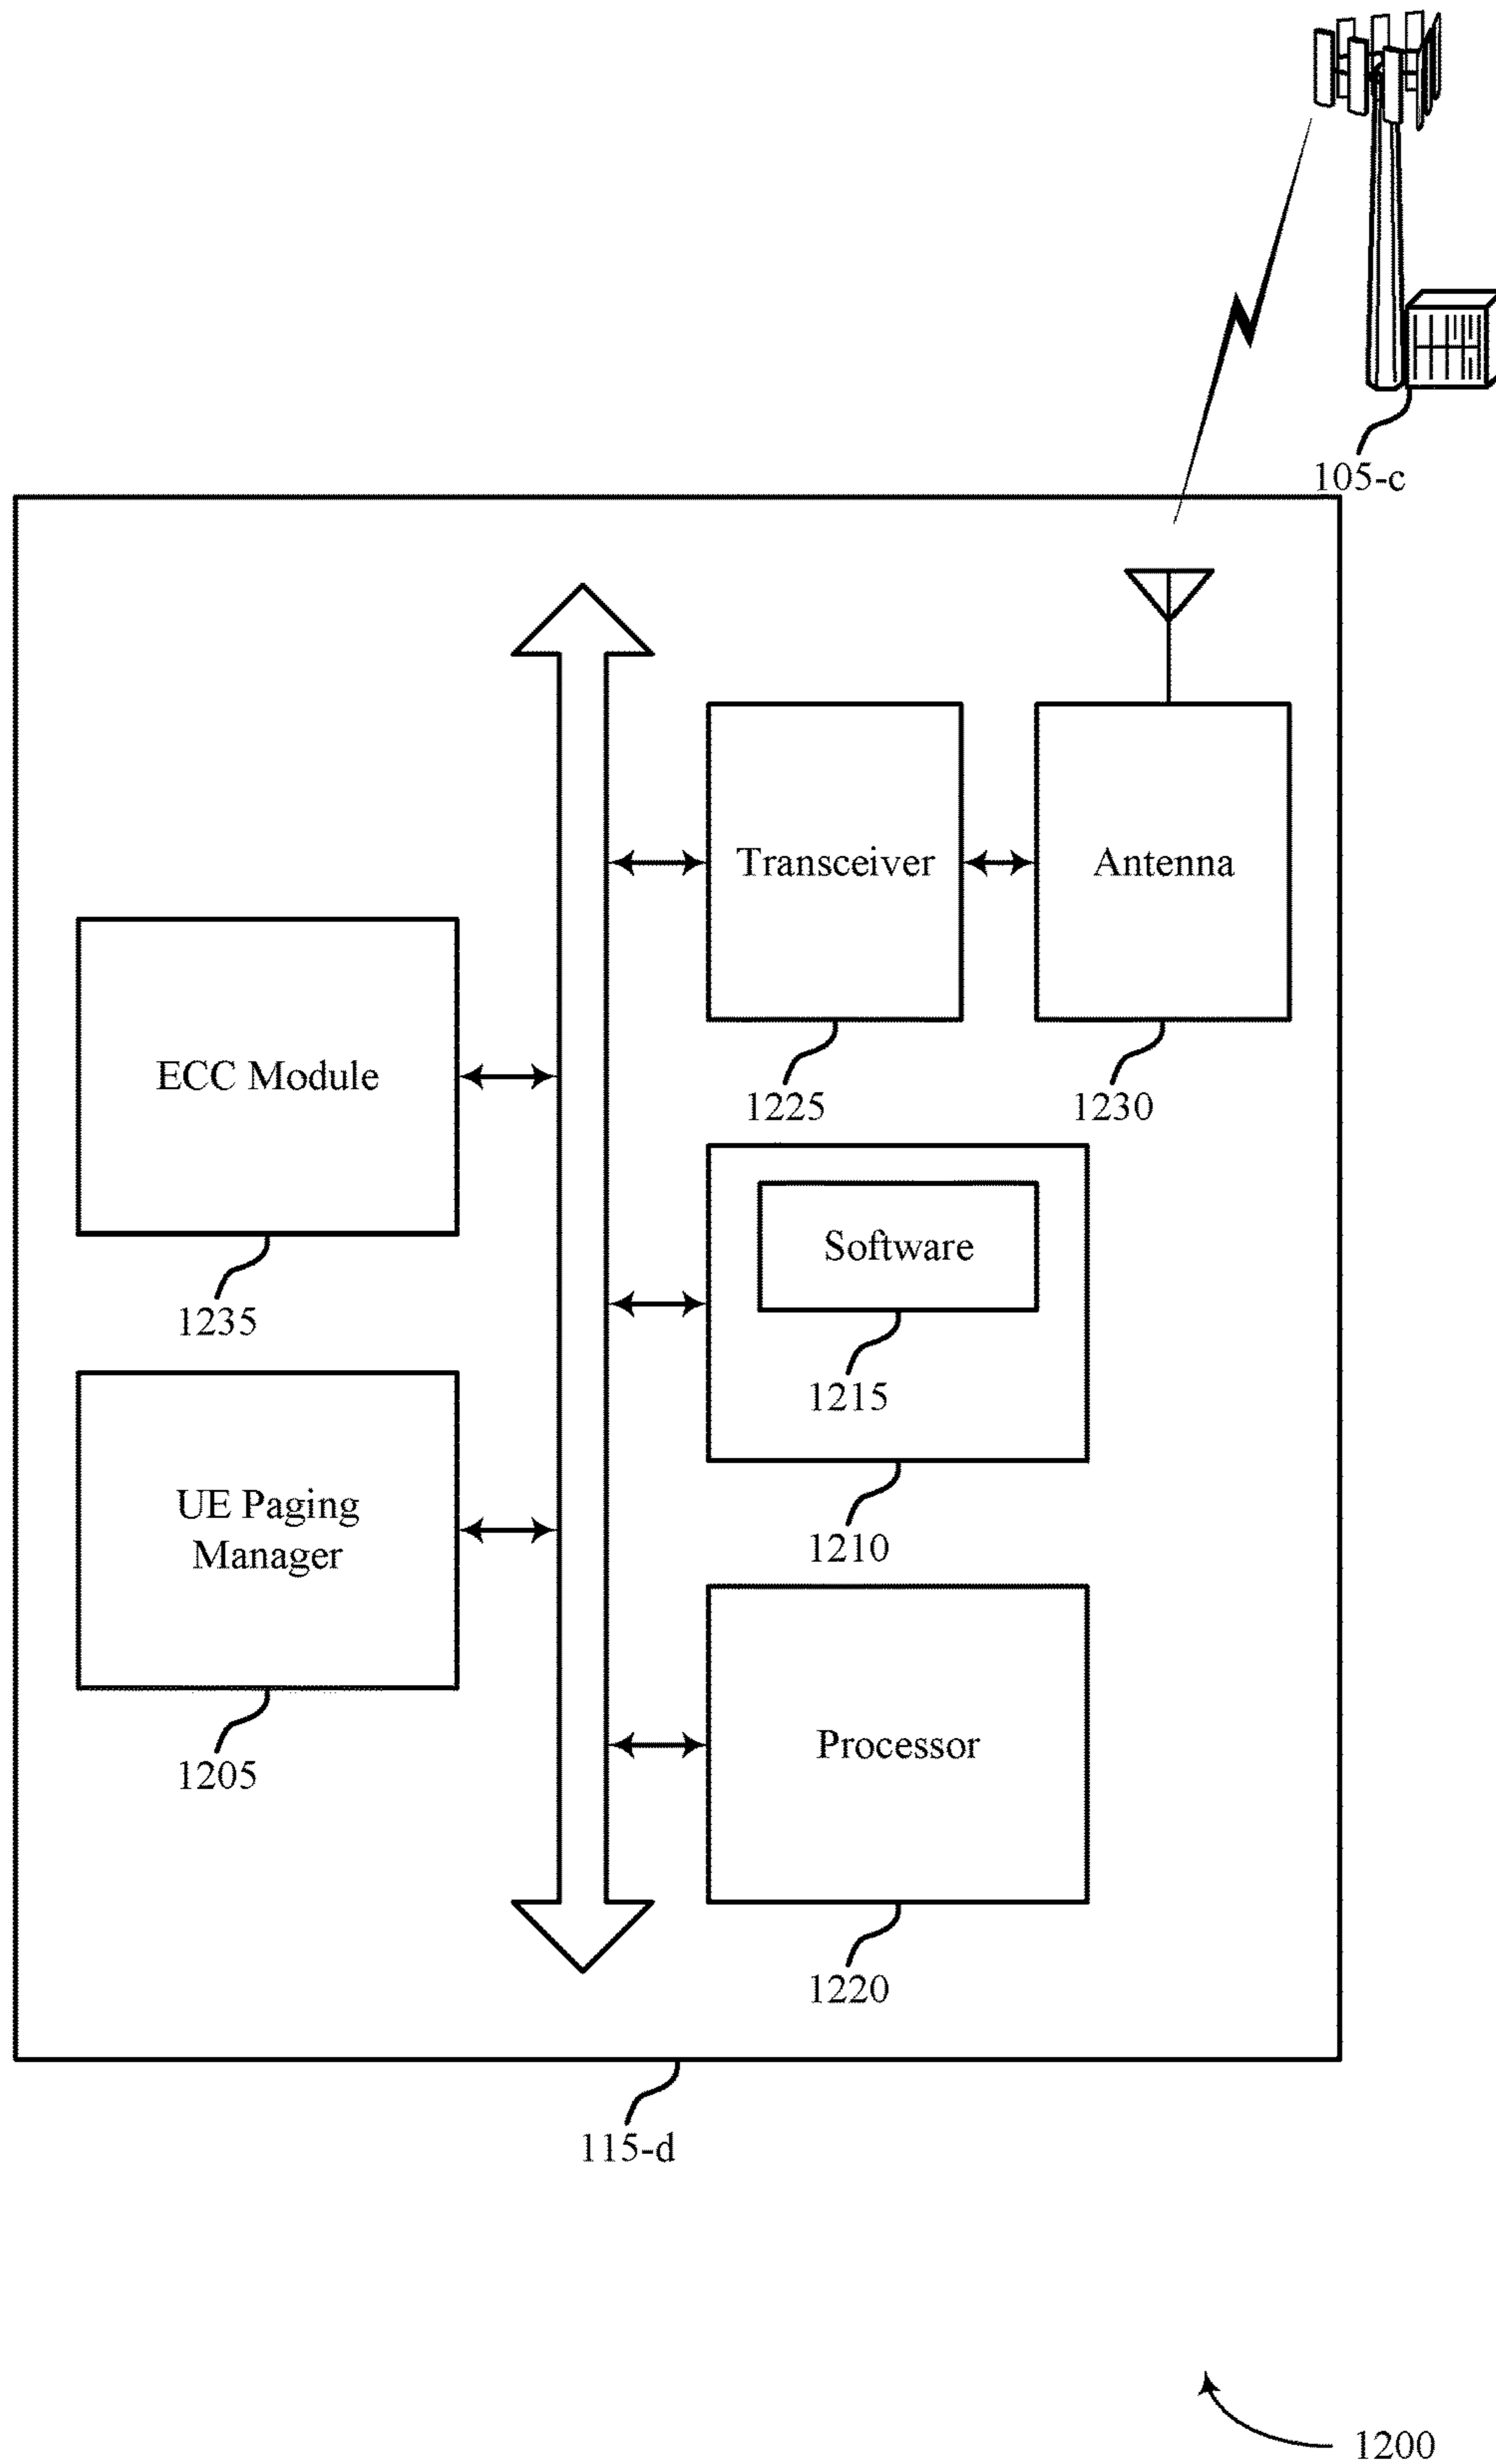 105-c
Transceiver
Antenna
ECC Module
1225
1230
Software
1235
1215
UE Paging
Manager
1210
Processor
1205
1220
115-d
1200